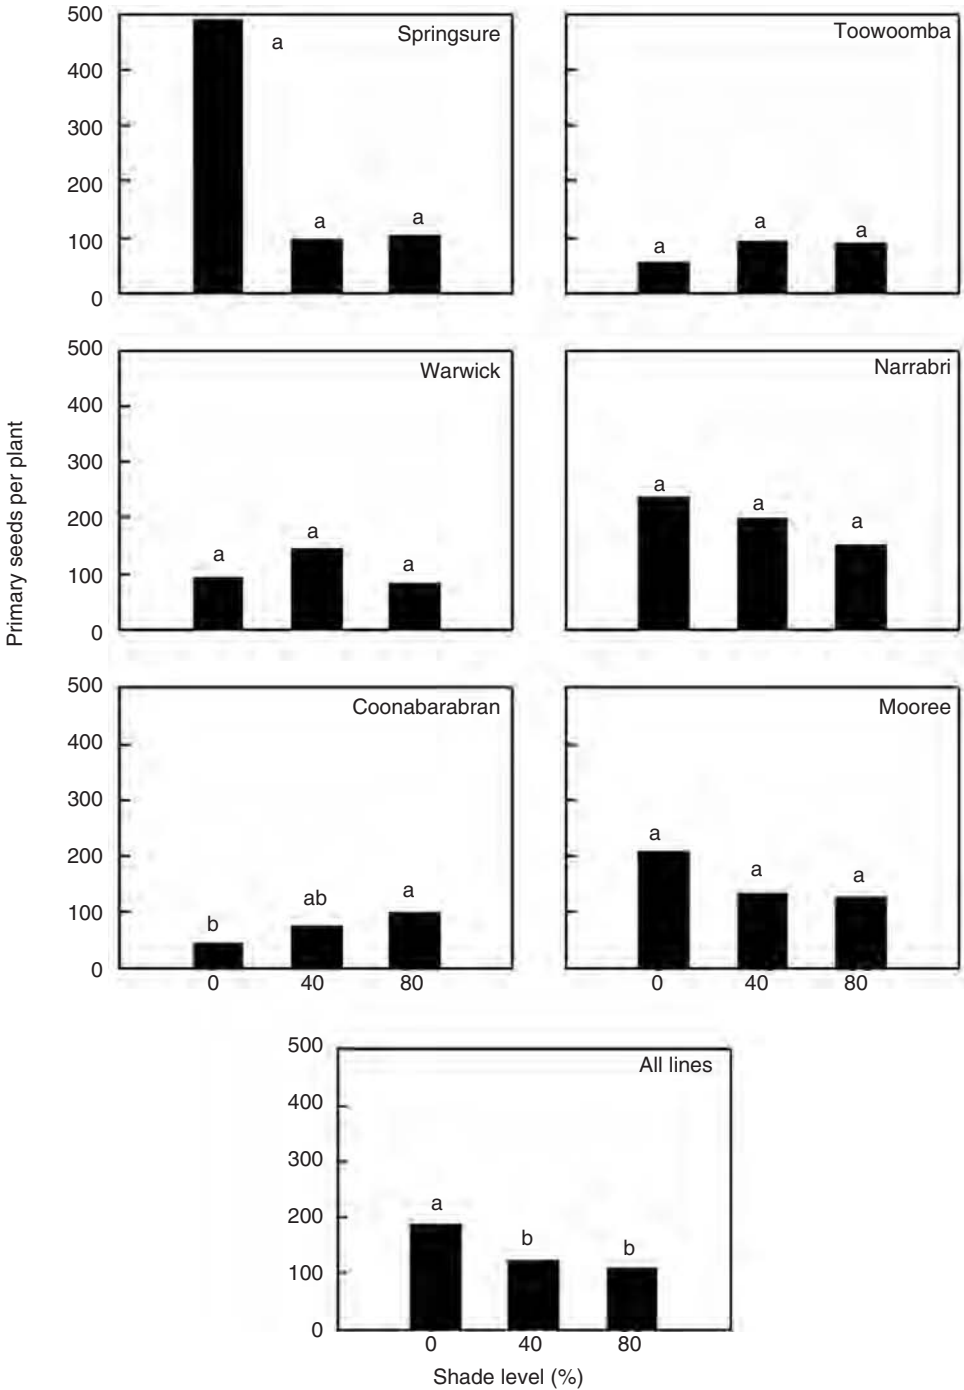 Primary seeds per plant
500
400
300
200
100
0
Springsure
a
a
a
Toowoomba
a
a
a
500
400
300
200
100
0
Warwick
a
a
a
Narrabri
a
a
a
500
400
300
200
100
0
Coonabarabran
b
ab
a
0 40 80
Mooree
a
a
a
0 40 80
500
400
300
200
100
0
All lines
a
b
b
0 40 80
Shade level (%)